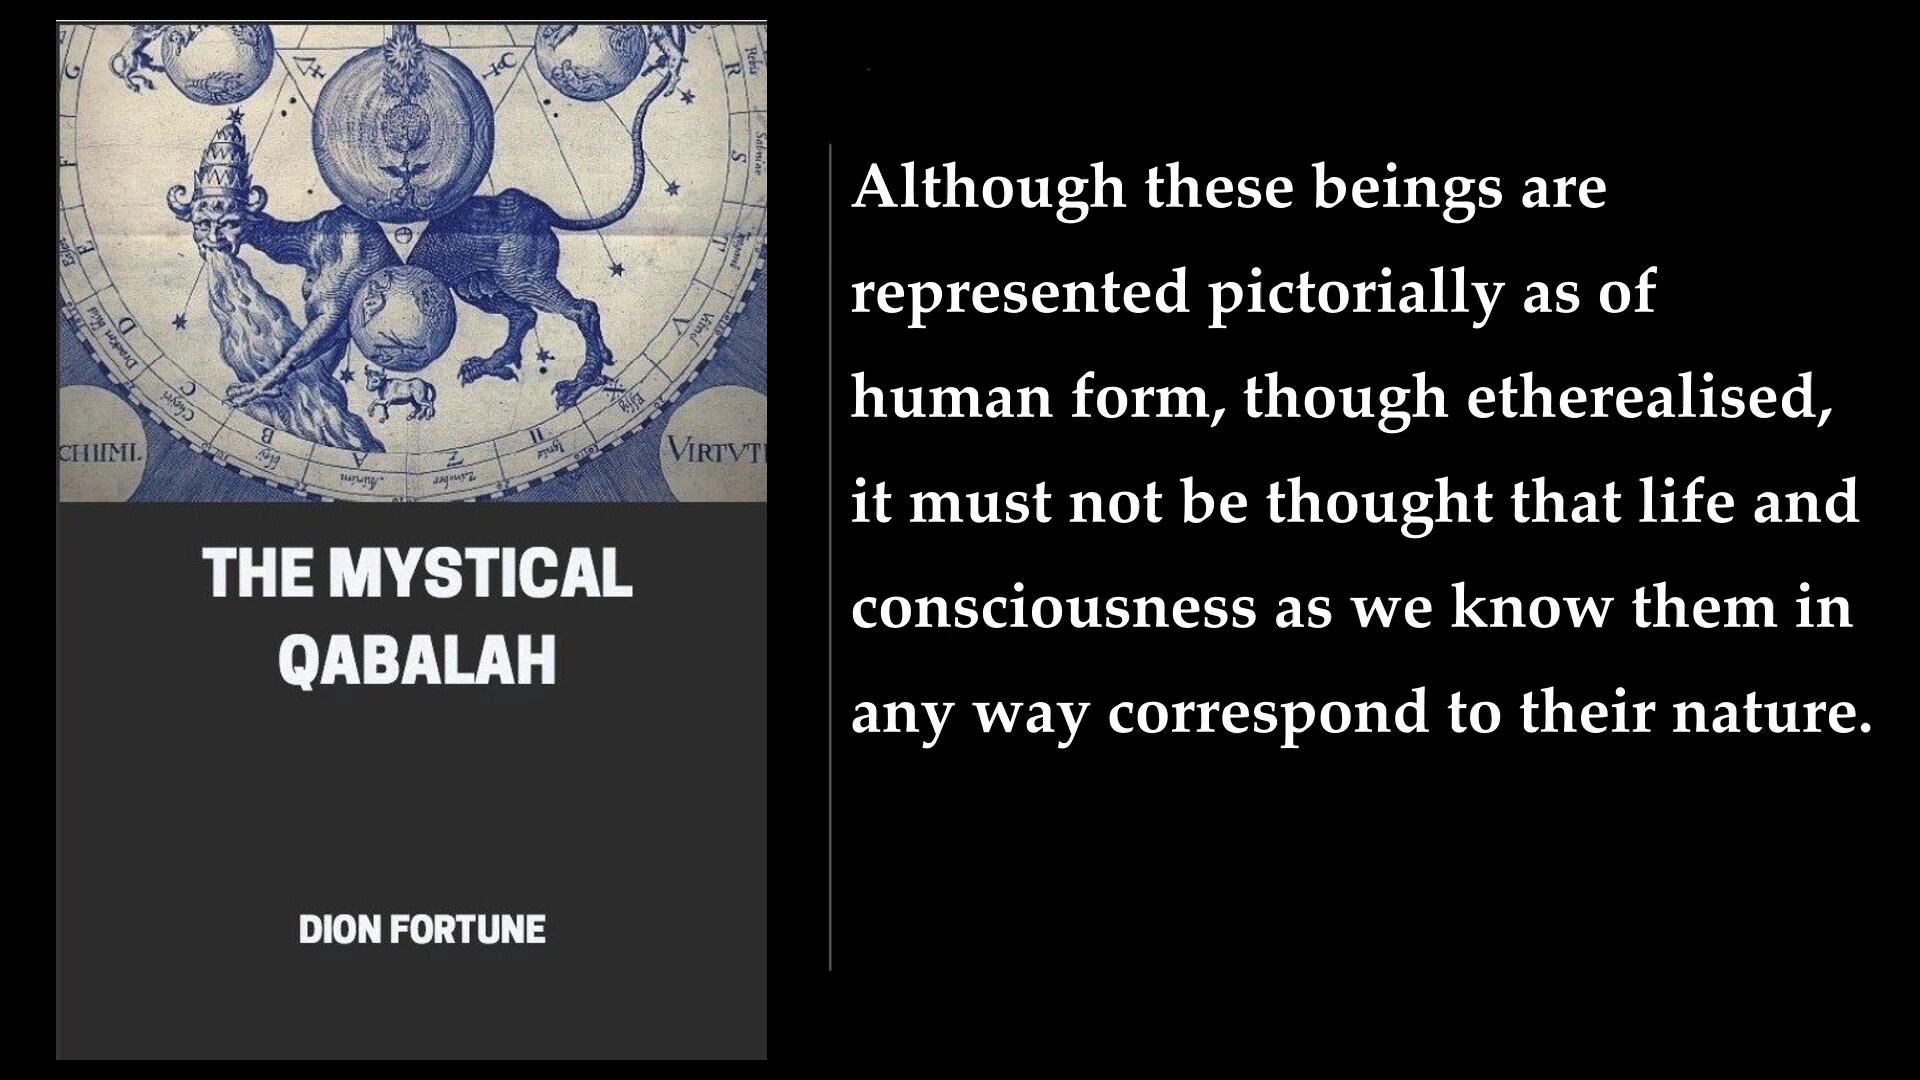 THE MYSTICAL
QABALAH
DION FORTUNE
CHIIMI.
VIRTVTI
Although these beings are
represented pictorially as of
human form, though etherealised,
it must not be thought that life and
consciousness as we know them in
any way correspond to their nature.